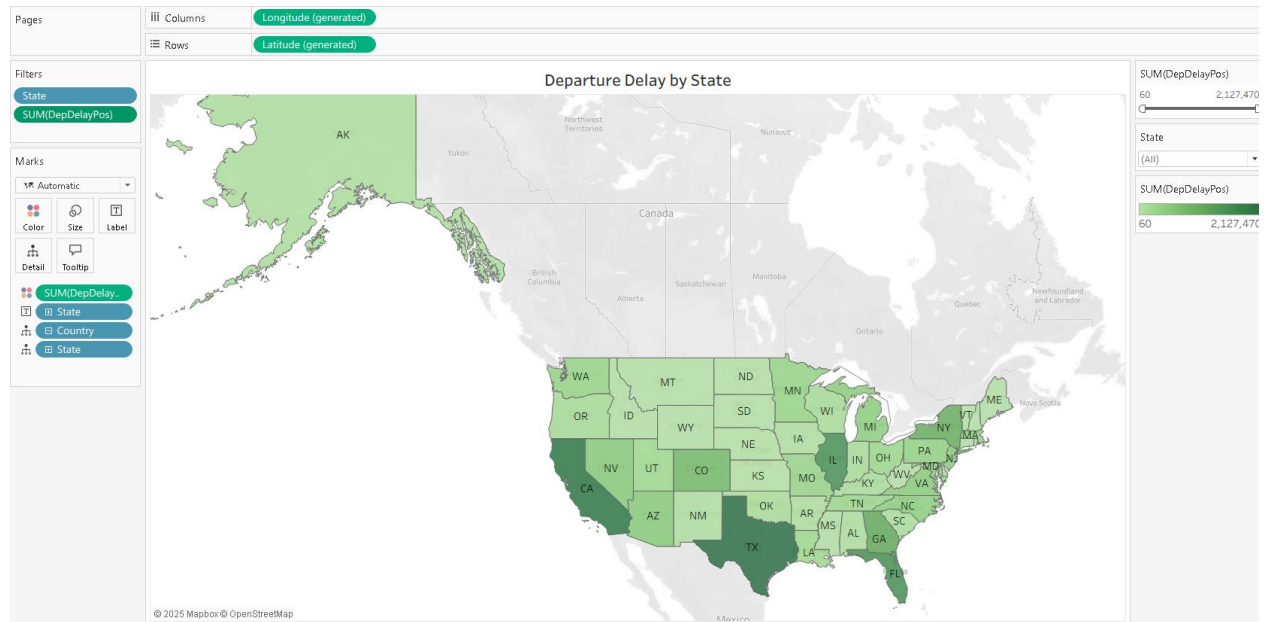 Pages
Columns
Longitude (generated)
Rows
Latitude (generated)
Filters
State
SUM(DepDelayPos)
Marks
Automatic
Color
Size
Label
Detail
Tooltip
SUM(DepDelay..
State
Country
State
Departure Delay by State
AK
Northwest
Territories
Nunavut
Yukon
Canada
British
Columbia
Alberta
Saskatchewan
Manitoba
Ontario
Quebec
Newfoundland
and Labrador
Nova Scotia
WA
MT
ND
MN
ME
OR
ID
WY
SD
WI
MI
VT
NY
MA
NV
UT
CO
NE
IA
IL
IN
OH
PA
NJ
CA
KS
MO
KY
WV
MD
VA
AZ
NM
OK
AR
TN
NC
SC
TX
LA
MS
AL
GA
FL
Mexico
© 2025 Mapbox © OpenStreetMap
SUM(DepDelayPos)
60 2,127,470
State
(All)
SUM(DepDelayPos)
60 2,127,470